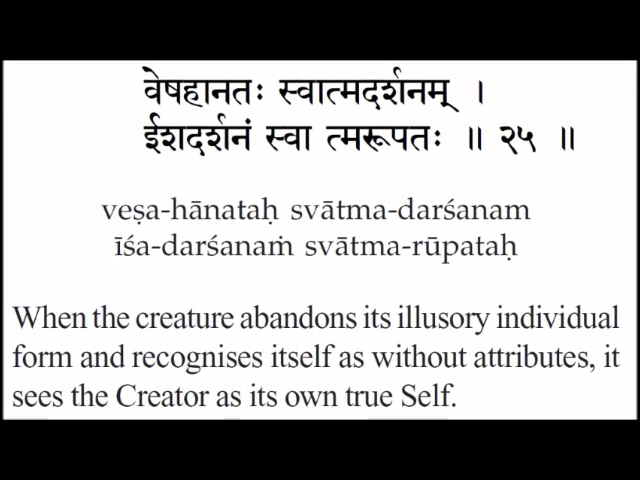 वेषहानतः स्वात्मदर्शनम् ।
ईशदर्शनं स्वा त्मरूपतः ॥ २५ ॥
veṣa-hānataḥ svātma-darśanam
īśa-darśanaṁ svātma-rūpataḥ
When the creature abandons its illusory individual
form and recognises itself as without attributes, it
sees the Creator as its own true Self.